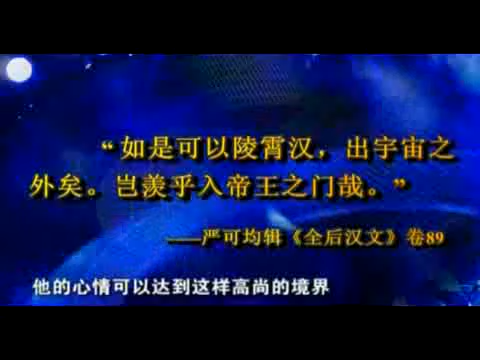 “如是可以陵霄汉，出宇宙之
外矣。岂羡乎入帝王之门哉。”
——严可均辑《全后汉文》卷89
他的心情可以达到这样高尚的境界